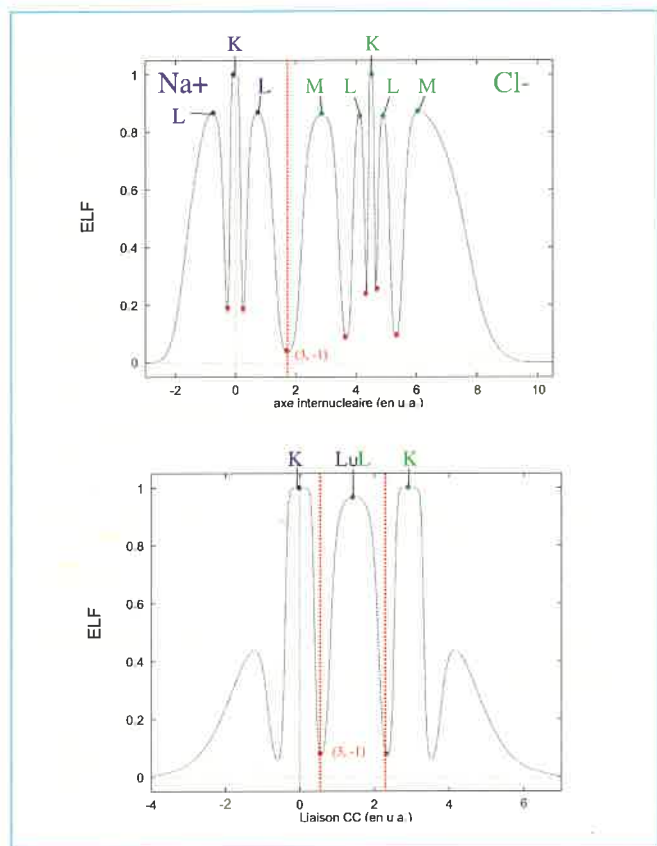 K K
Na+ L M L L M Cl-
L
1
0.8
0.6
0.4
0.2
0
ELF
(3, -1)
-2 0 2 4 6 8 10
axe internucleaire (en u.a.)
K LuL K
1
0.8
0.6
0.4
0.2
0
ELF
(3, -1)
-4 -2 0 2 4 6
Liaison CC (en u a.)